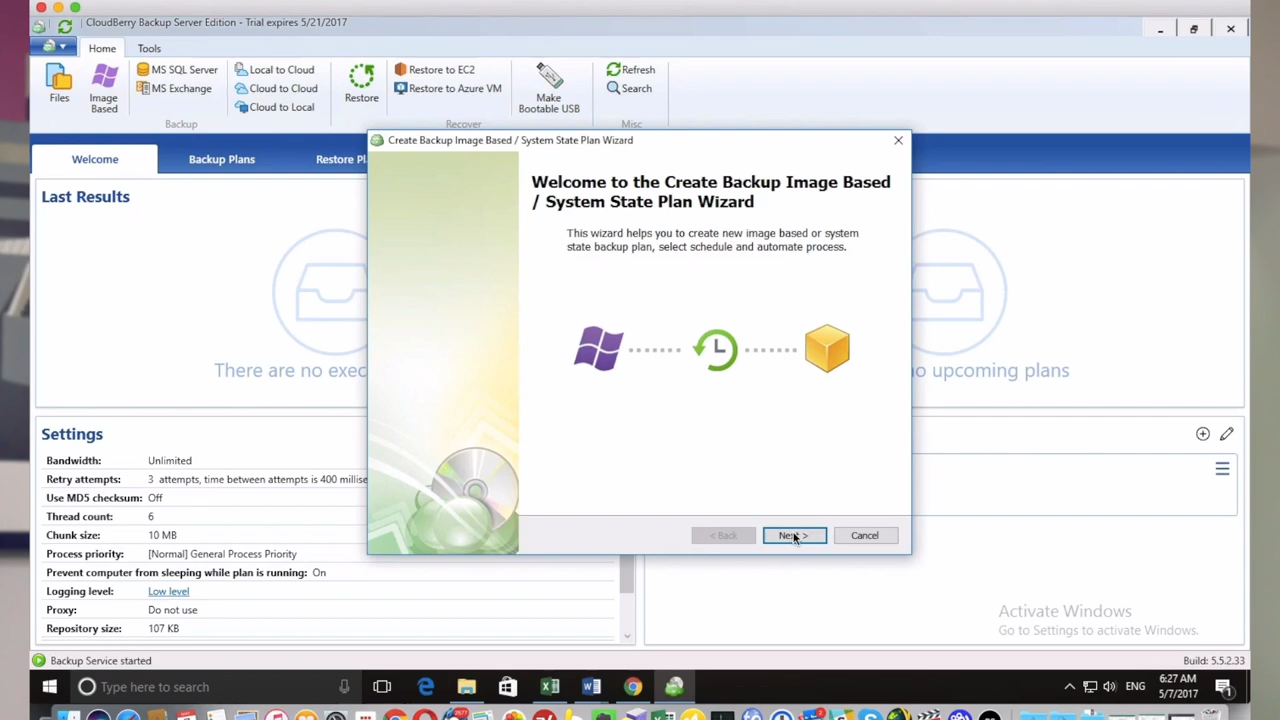 CloudBerry Backup Server Edition - Trial expires 5/21/2017
Home
Tools
Files
Image Based
MS SQL Server
MS Exchange
Backup
Local to Cloud
Cloud to Cloud
Cloud to Local
Restore
Restore to EC2
Restore to Azure VM
Recover
Make Bootable USB
Refresh
Search
Misc
Welcome
Backup Plans
Restore Pl
Last Results
There are no exec
no upcoming plans
Create Backup Image Based / System State Plan Wizard
Welcome to the Create Backup Image Based
/ System State Plan Wizard
This wizard helps you to create new image based or system
state backup plan, select schedule and automate process.
< Back
Next >
Cancel
Settings
Bandwidth: Unlimited
Retry attempts: 3 attempts, time between attempts is 400 millise
Use MD5 checksum: Off
Thread count: 6
Chunk size: 10 MB
Process priority: [Normal] General Process Priority
Prevent computer from sleeping while plan is running: On
Logging level: Low level
Proxy: Do not use
Repository size: 107 KB
Activate Windows
Go to Settings to activate Windows.
Backup Service started
Build: 5.5.2.33
Type here to search
ENG
6:27 AM
5/7/2017
1